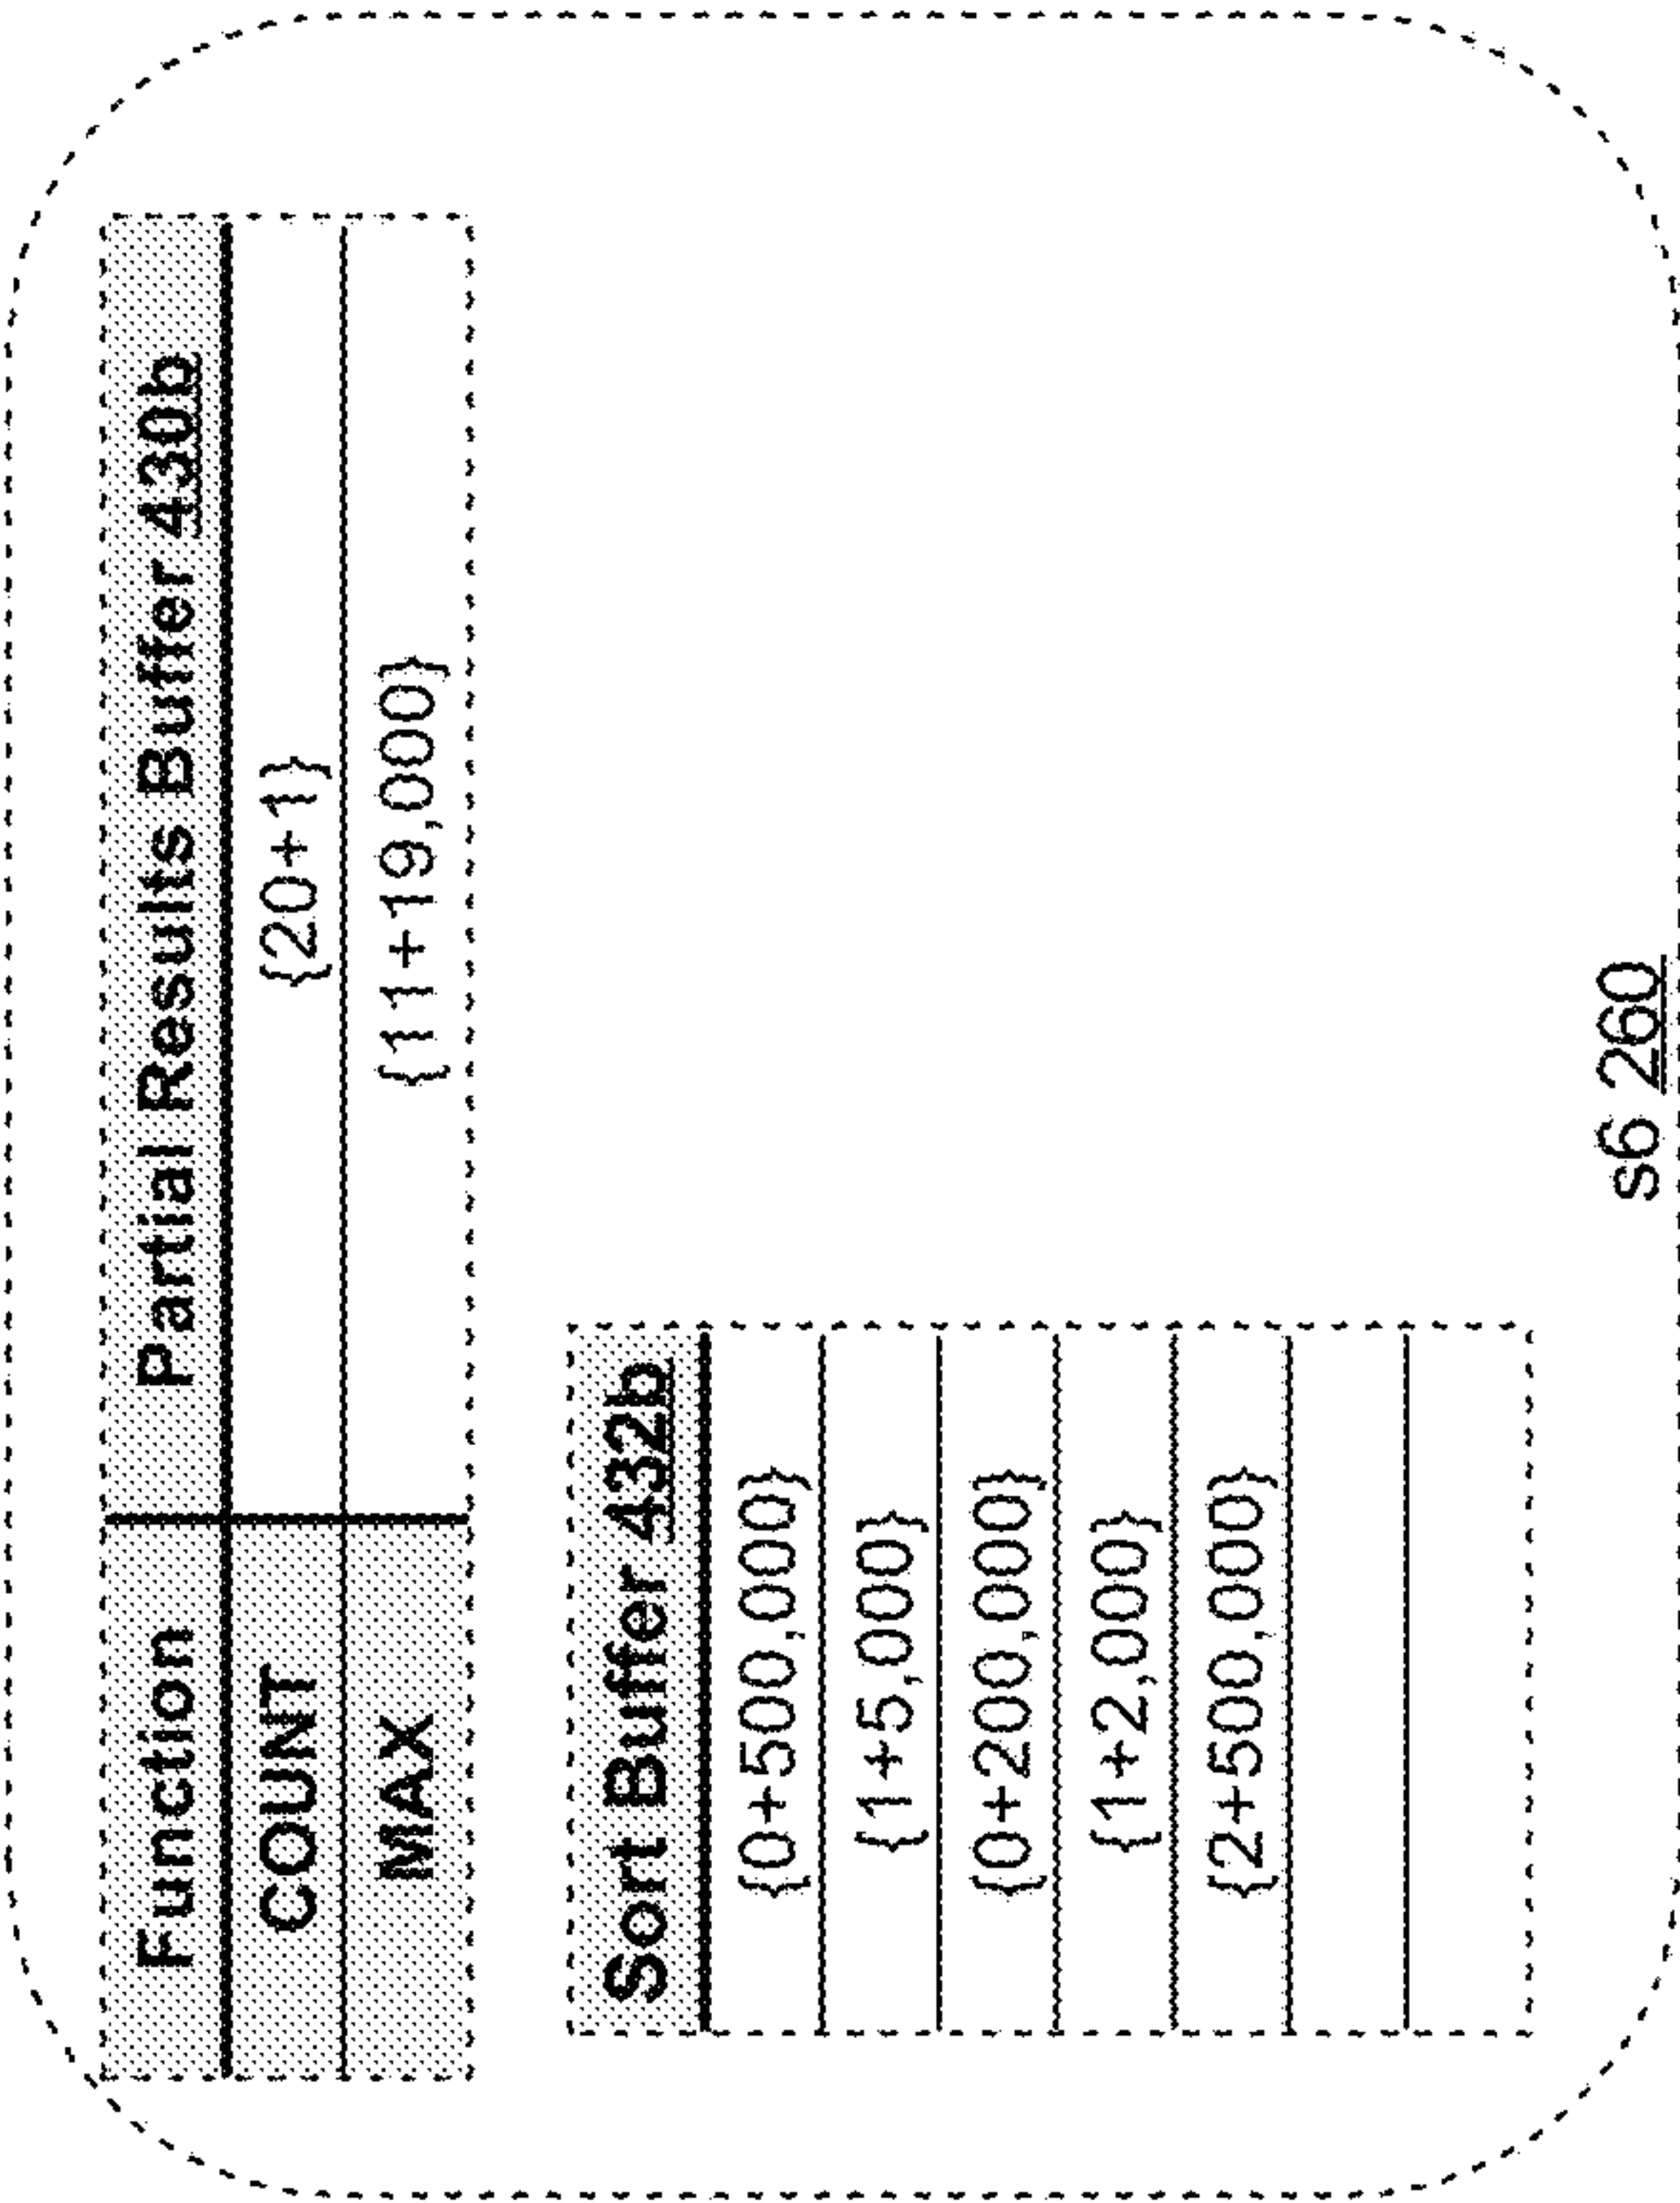 Function Partial Results Buffer 430b
COUNT {20+1}
MAX {11+19,000}
Sort Buffer 432b
{0+500,000}
{1+5,000}
{0+200,000}
{1+2,000}
{2+500,000}
s6 260